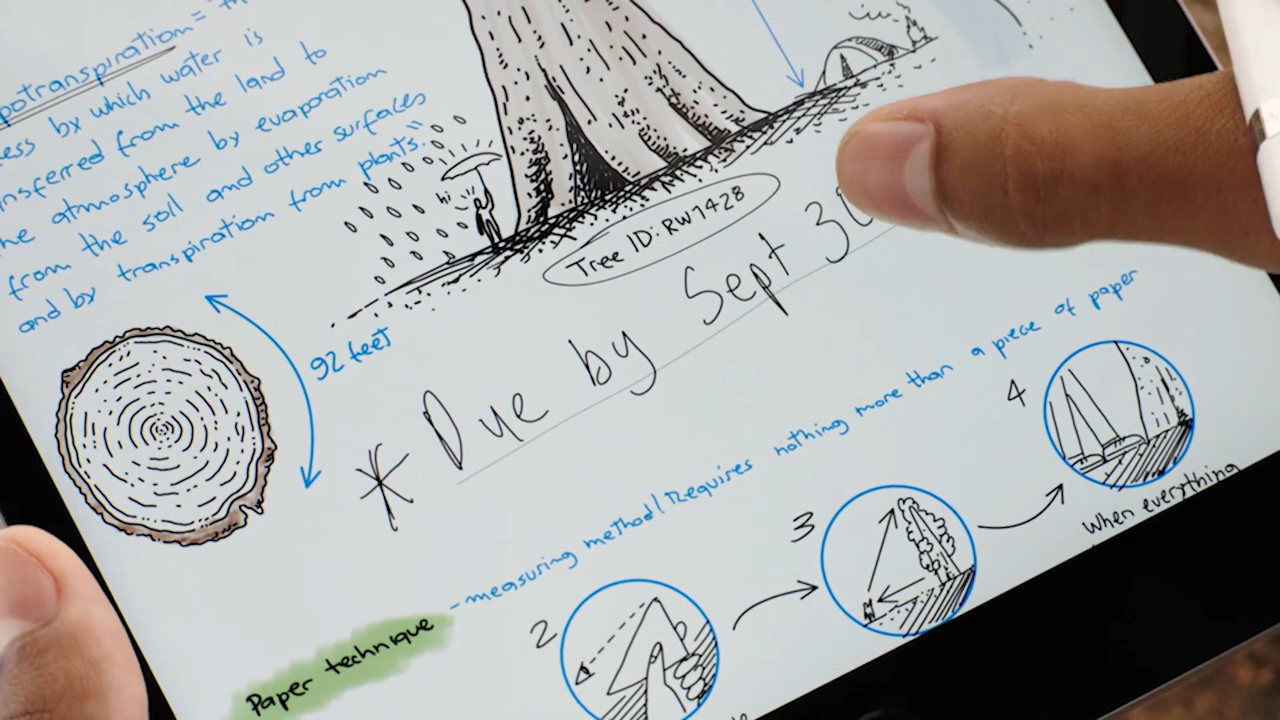 potranspiration = "th
ess by which water is
nsferred from the land to
he atmosphere by evaporation
from the soil and other surfaces
and by transpiration from plants."
hi
Tree ID: RW1428
92 feet
* Due by Sept 30
- measuring method! Requires nothing more than a piece of paper
Paper technique
2
3
4
When everything